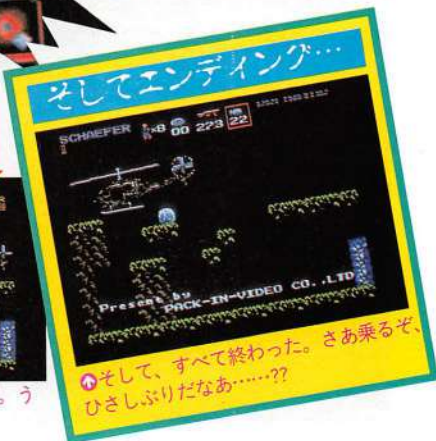 そしてエンディング…
SCHAEFER ×8 00 273 22
Present by
PACK-IN-VIDEO CO.,LTD
そして、すべて終わった。さあ乗るぞ、
ひさしぶりだなあ……??
。う